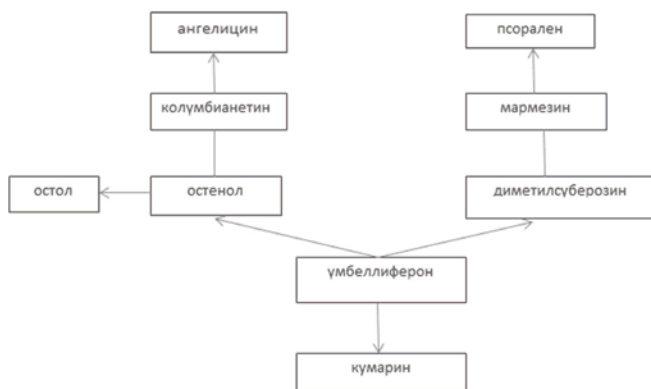 ангелицин
псорален
колумбианетин
мармезин
остол
остенол
диметилсуберозин
умбеллиферон
кумарин